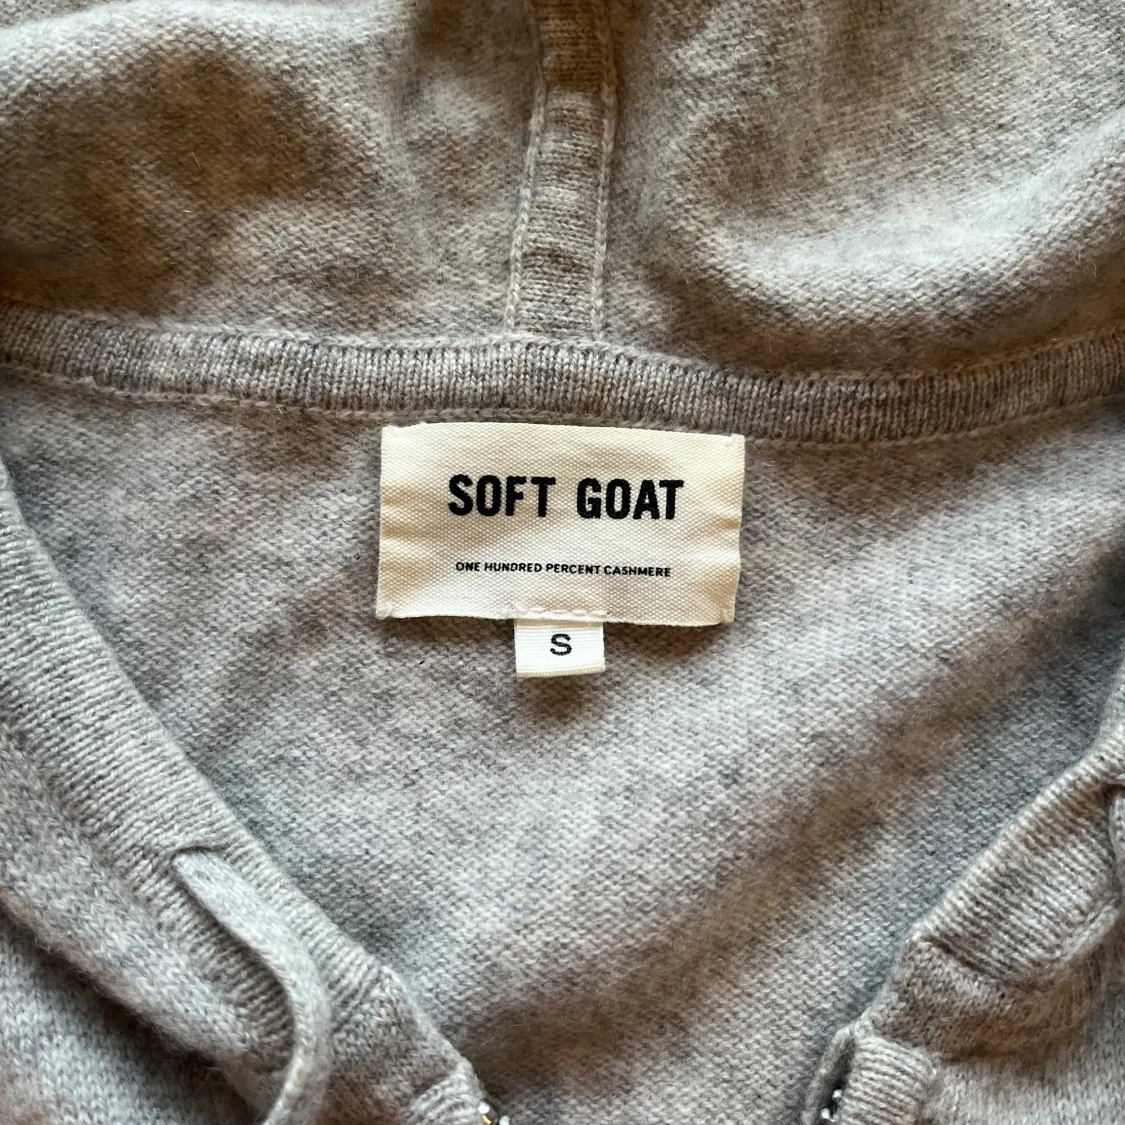 SOFT GOAT
ONE HUNDRED PERCENT CASHMERE
S